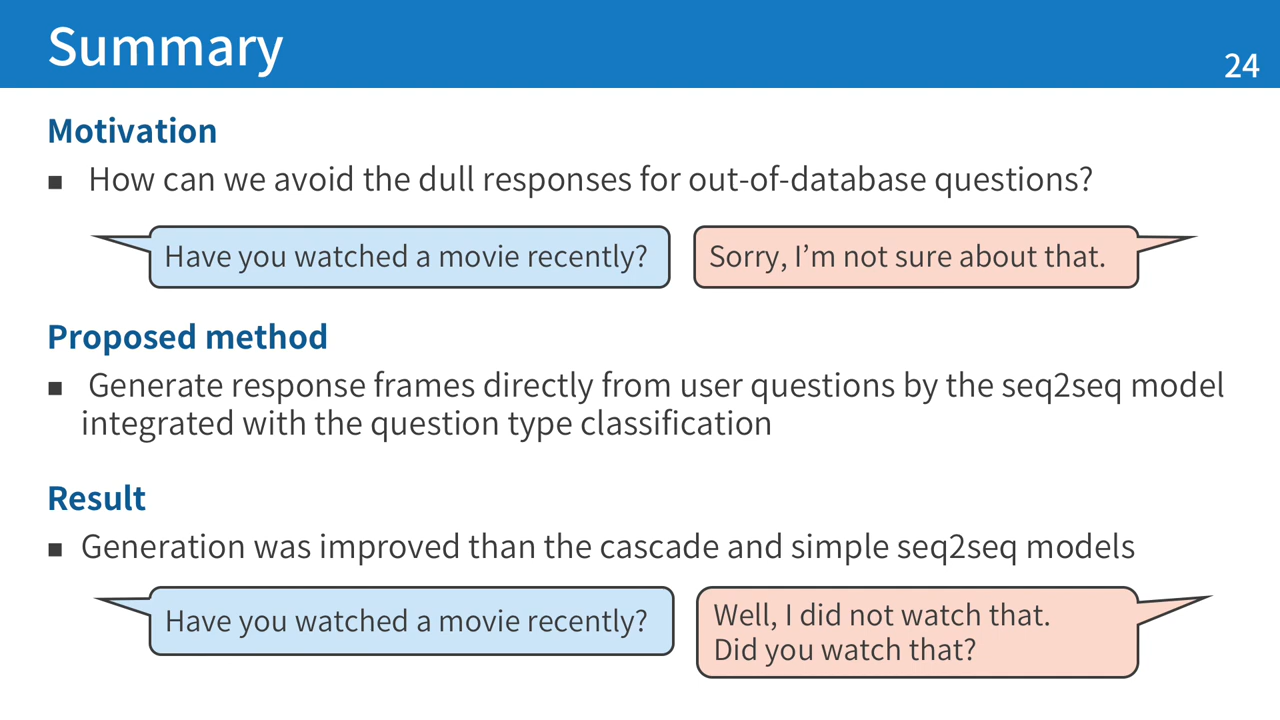 Summary
24
Motivation
■ How can we avoid the dull responses for out-of-database questions?
Have you watched a movie recently?
Sorry, I’m not sure about that.
Proposed method
■ Generate response frames directly from user questions by the seq2seq model
integrated with the question type classification
Result
■ Generation was improved than the cascade and simple seq2seq models
Have you watched a movie recently?
Well, I did not watch that.
Did you watch that?